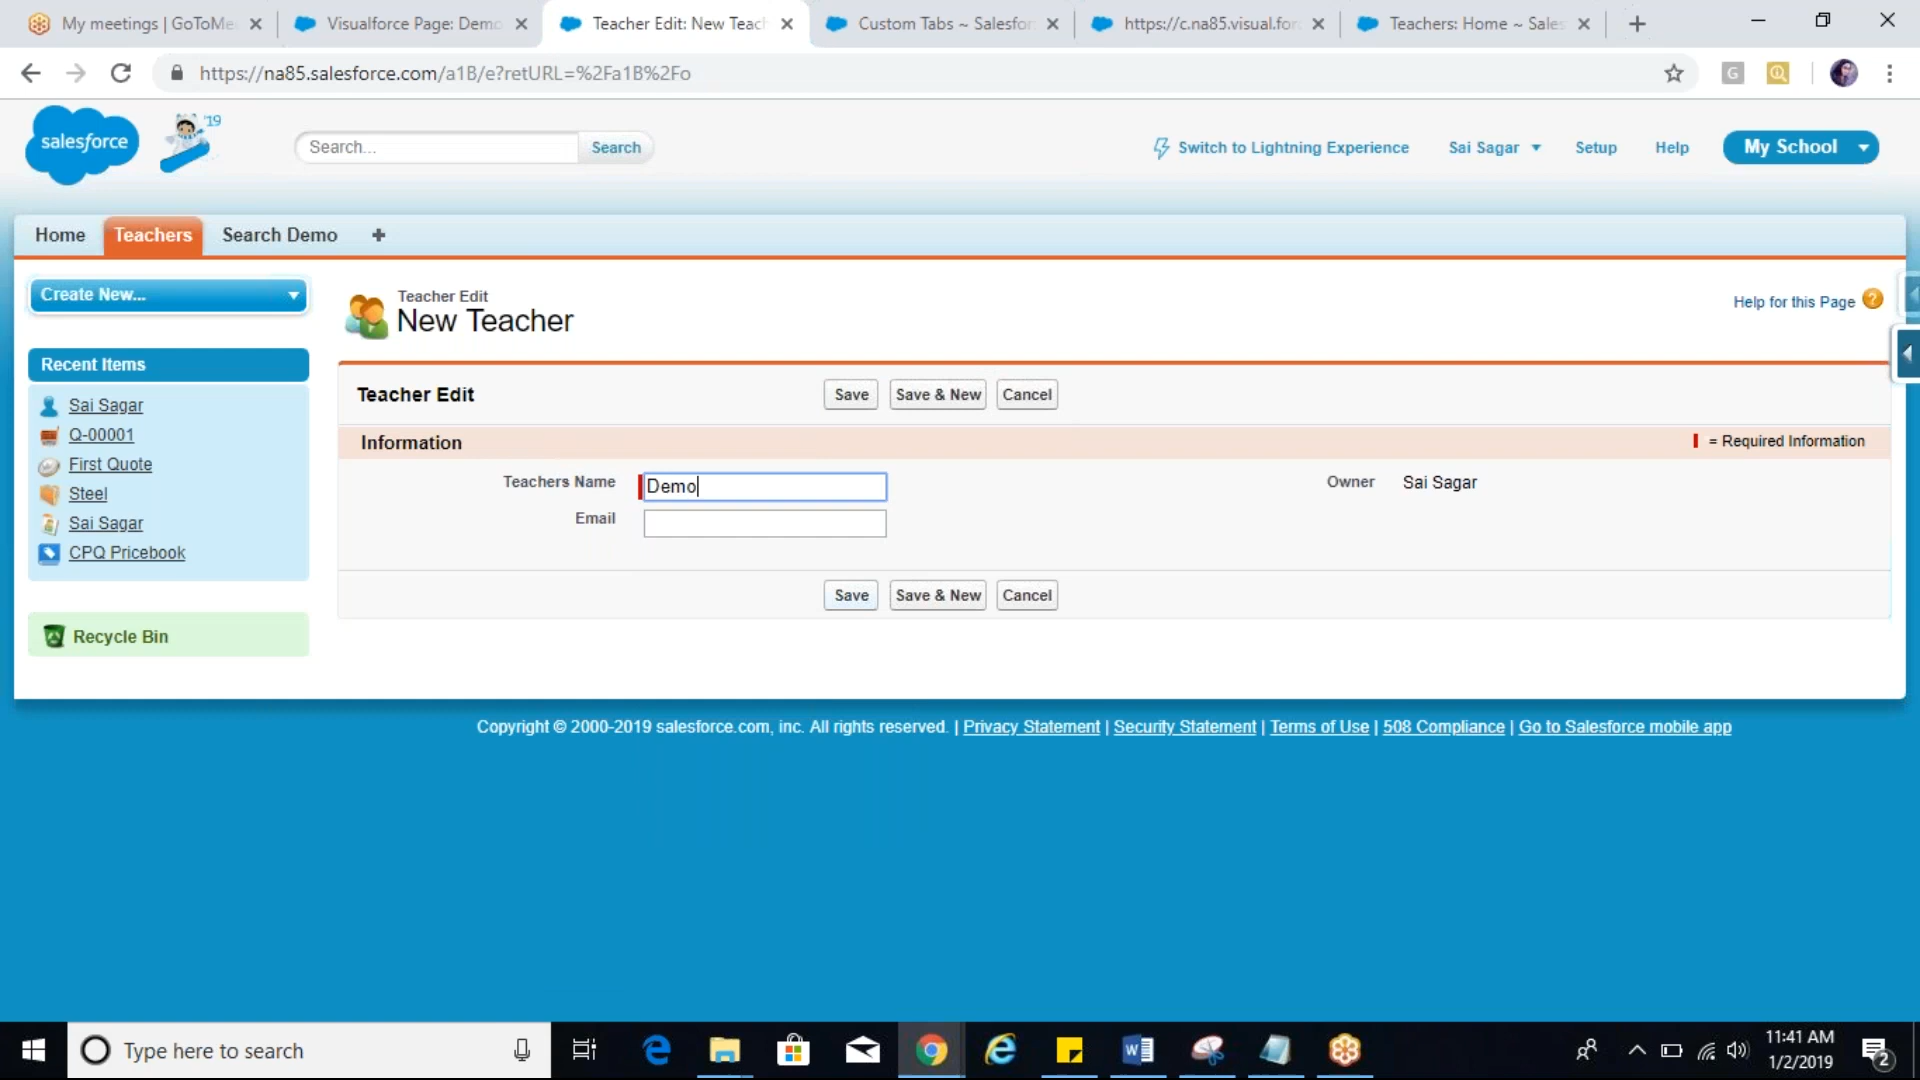 My meetings | GoToMe
Visualforce Page: Demo
Teacher Edit: New Teach
Custom Tabs ~ Salesfor
https://c.na85.visual.for
Teachers: Home ~ Sales
https://na85.salesforce.com/a1B/e?retURL=%2Fa1B%2Fo
G
salesforce
'19
Search...
Search
Switch to Lightning Experience
Sai Sagar
Setup
Help
My School
Home
Teachers
Search Demo
+
Create New...
Teacher Edit
New Teacher
Help for this Page ?
Recent Items
Sai Sagar
Q-00001
First Quote
Steel
Sai Sagar
CPQ Pricebook
Recycle Bin
Teacher Edit
Save
Save & New
Cancel
Information
= Required Information
Teachers Name
Demo
Owner
Sai Sagar
Email
Save
Save & New
Cancel
Copyright © 2000-2019 salesforce.com, inc. All rights reserved. | Privacy Statement | Security Statement | Terms of Use | 508 Compliance | Go to Salesforce mobile app
Type here to search
11:41 AM
1/2/2019
2